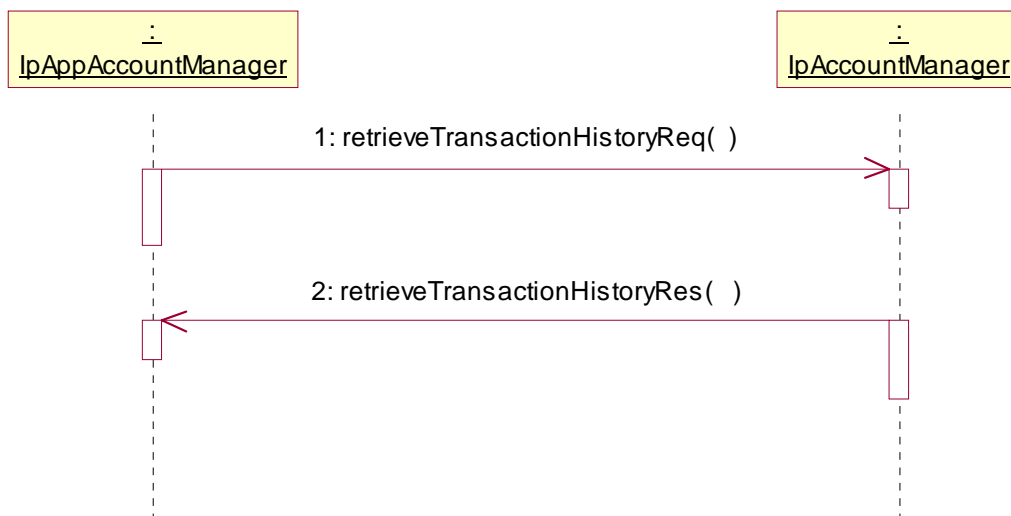 :
IpAppAccountManager
:
IpAccountManager
1: retrieveTransactionHistoryReq( )
2: retrieveTransactionHistoryRes( )